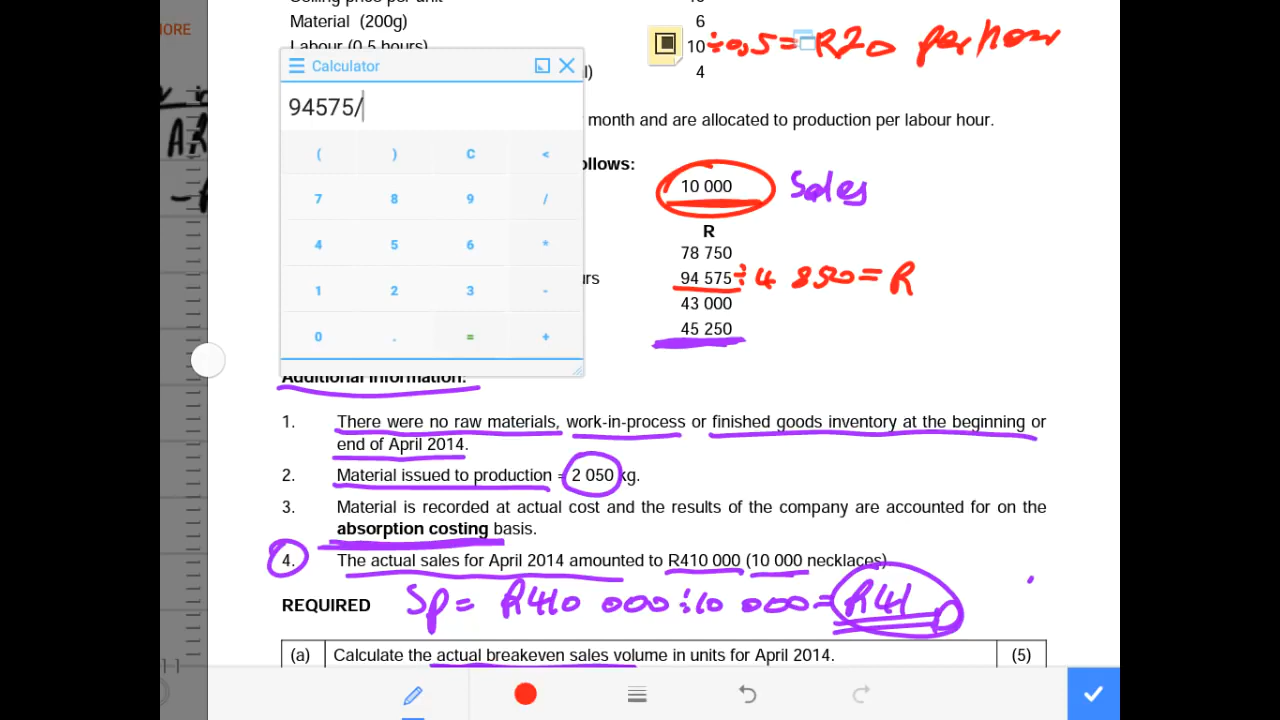 ORE
Material (200g)
6
10 ÷0,5 = R20 per hour
4
Calculator
94575/
( ) C <
7 8 9 /
4 5 6 *
1 2 3 -
0 . = +
month and are allocated to production per labour hour.
ollows:
10 000 Sales
R
78 750
urs 94 575 ÷ 4 850 = R
43 000
45 250
Additional information:
1. There were no raw materials, work-in-process or finished goods inventory at the beginning or
end of April 2014.
2. Material issued to production = 2 050 kg.
3. Material is recorded at actual cost and the results of the company are accounted for on the
absorption costing basis.
4. The actual sales for April 2014 amounted to R410 000 (10 000 necklaces)
REQUIRED Sp = R410 000 ÷ 10 000 = R41
(a) Calculate the actual breakeven sales volume in units for April 2014. (5)